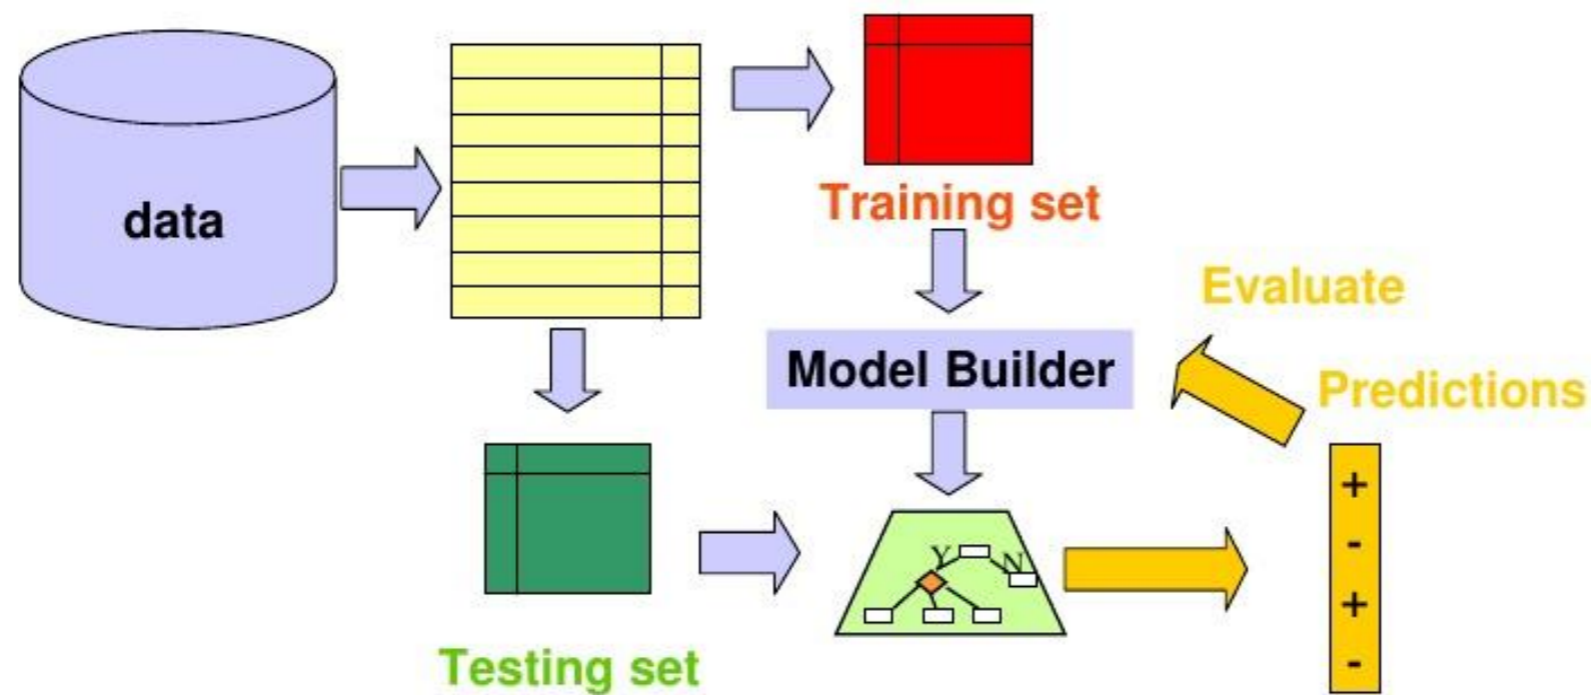 data
Training set
Evaluate
Model Builder
Predictions
Y
N
+
-
+
-
Testing set